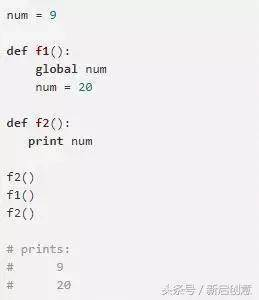 num = 9
def f1():
    global num
    num = 20
def f2():
    print num
f2()
f1()
f2()
# prints:
#       9
#       20
头条号 / 新启创意